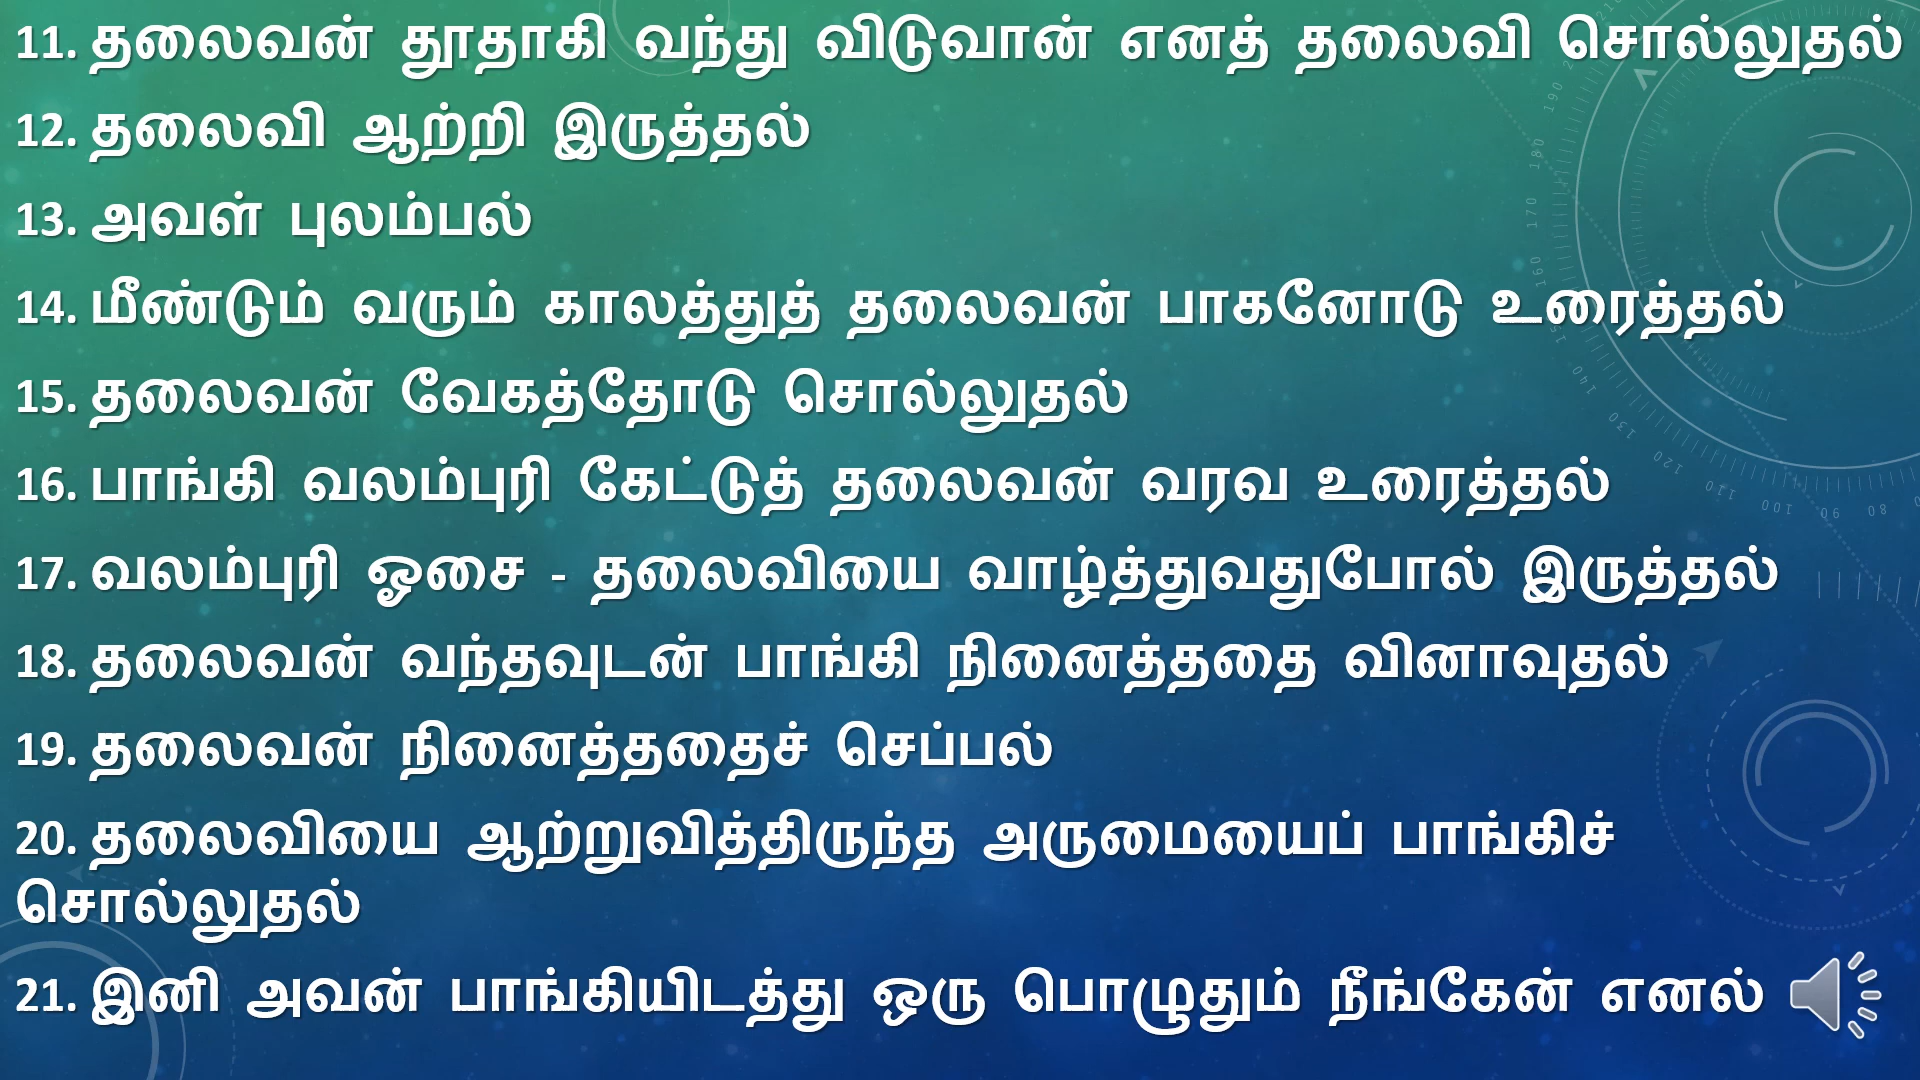 11. தலைவன் தூதாகி வந்து விடுவான் எனத் தலைவி சொல்லுதல்
12. தலைவி ஆற்றி இருத்தல்
13. அவள் புலம்பல்
14. மீண்டும் வரும் காலத்துத் தலைவன் பாகனோடு உரைத்தல்
15. தலைவன் வேகத்தோடு சொல்லுதல்
16. பாங்கி வலம்புரி கேட்டுத் தலைவன் வரவ உரைத்தல்
17. வலம்புரி ஓசை - தலைவியை வாழ்த்துவதுபோல் இருத்தல்
18. தலைவன் வந்தவுடன் பாங்கி நினைத்ததை வினாவுதல்
19. தலைவன் நினைத்ததைச் செப்பல்
20. தலைவியை ஆற்றுவித்திருந்த அருமையைப் பாங்கிச்
சொல்லுதல்
21. இனி அவன் பாங்கியிடத்து ஒரு பொழுதும் நீங்கேன் எனல்